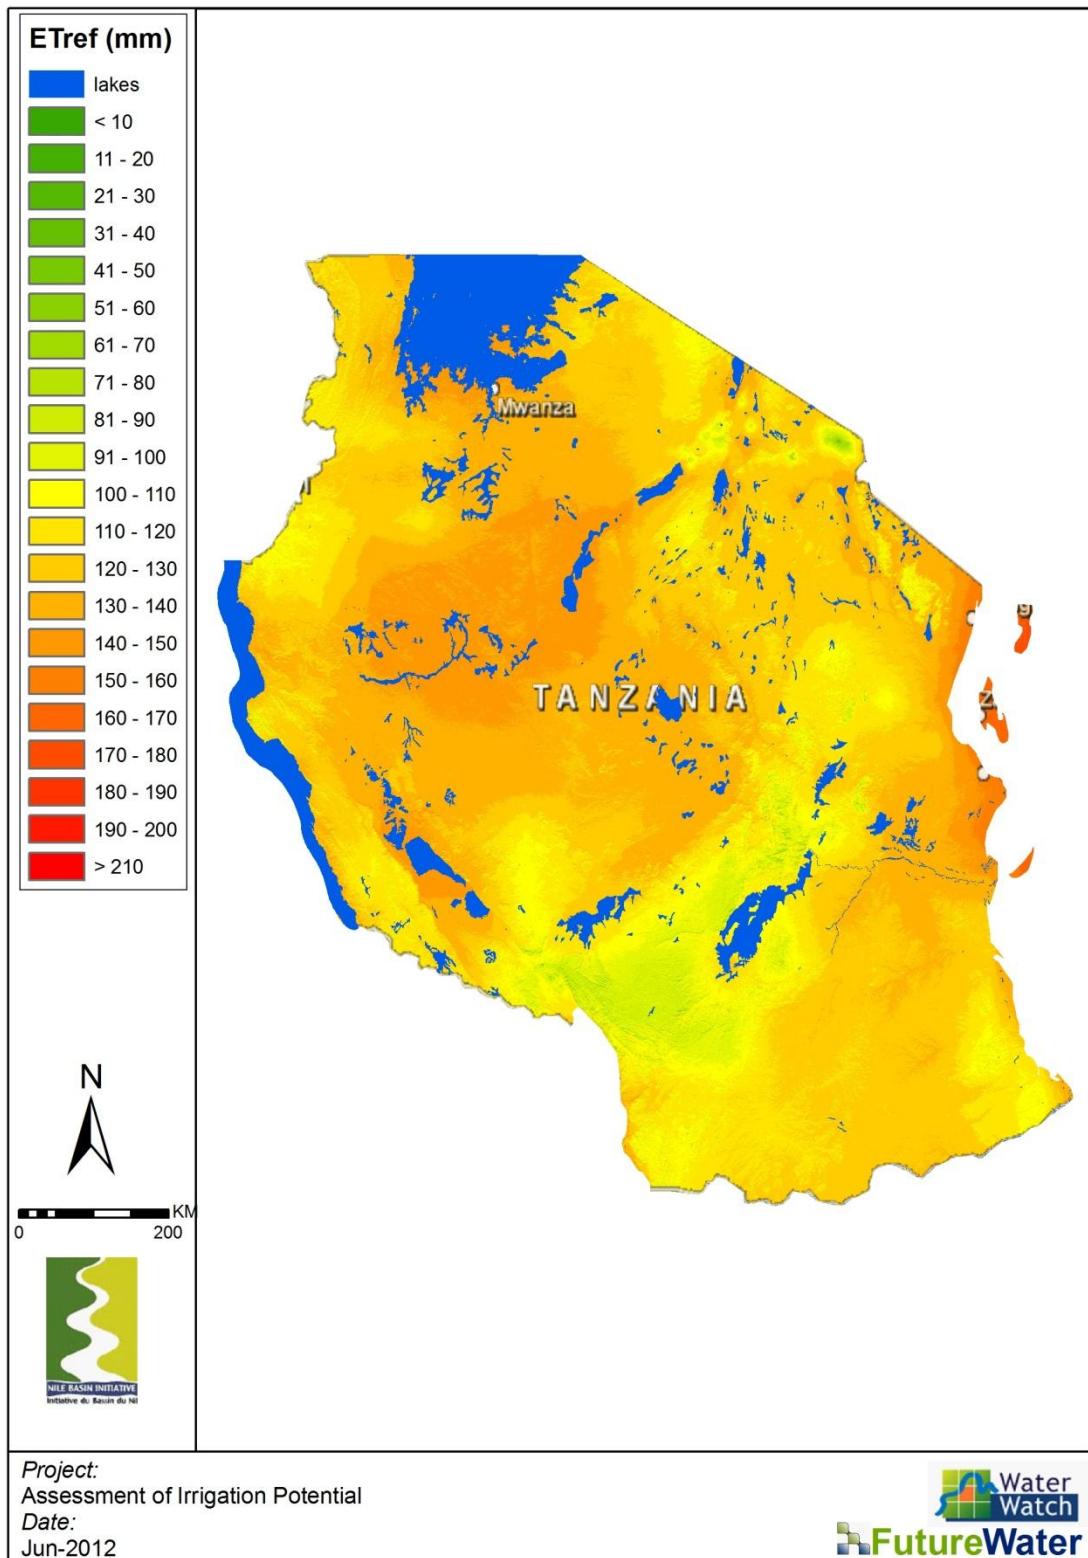 ETref (mm)
lakes
< 10
11 - 20
21 - 30
31 - 40
41 - 50
51 - 60
61 - 70
71 - 80
81 - 90
91 - 100
100 - 110
110 - 120
120 - 130
130 - 140
140 - 150
150 - 160
160 - 170
170 - 180
180 - 190
190 - 200
> 210
Mwanza
TANZANIA
N
KM
0 200
NILE BASIN INITIATIVE
Initiative du Bassin du Nil
Project:
Assessment of Irrigation Potential
Date:
Jun-2012
Water
Watch
FutureWater